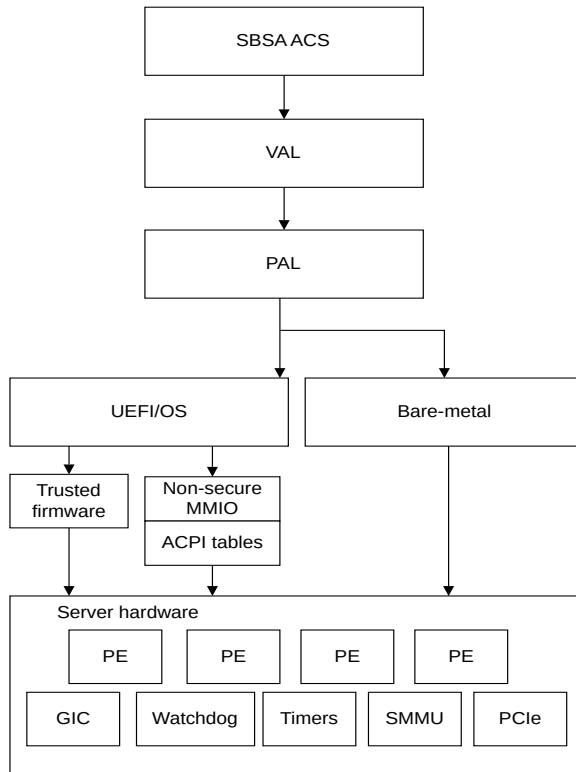 SBSA ACS
VAL
PAL
UEFI/OS
Bare-metal
Trusted
firmware
Non-secure
MMIO
ACPI tables
Server hardware
PE
PE
PE
PE
GIC
Watchdog
Timers
SMMU
PCIe